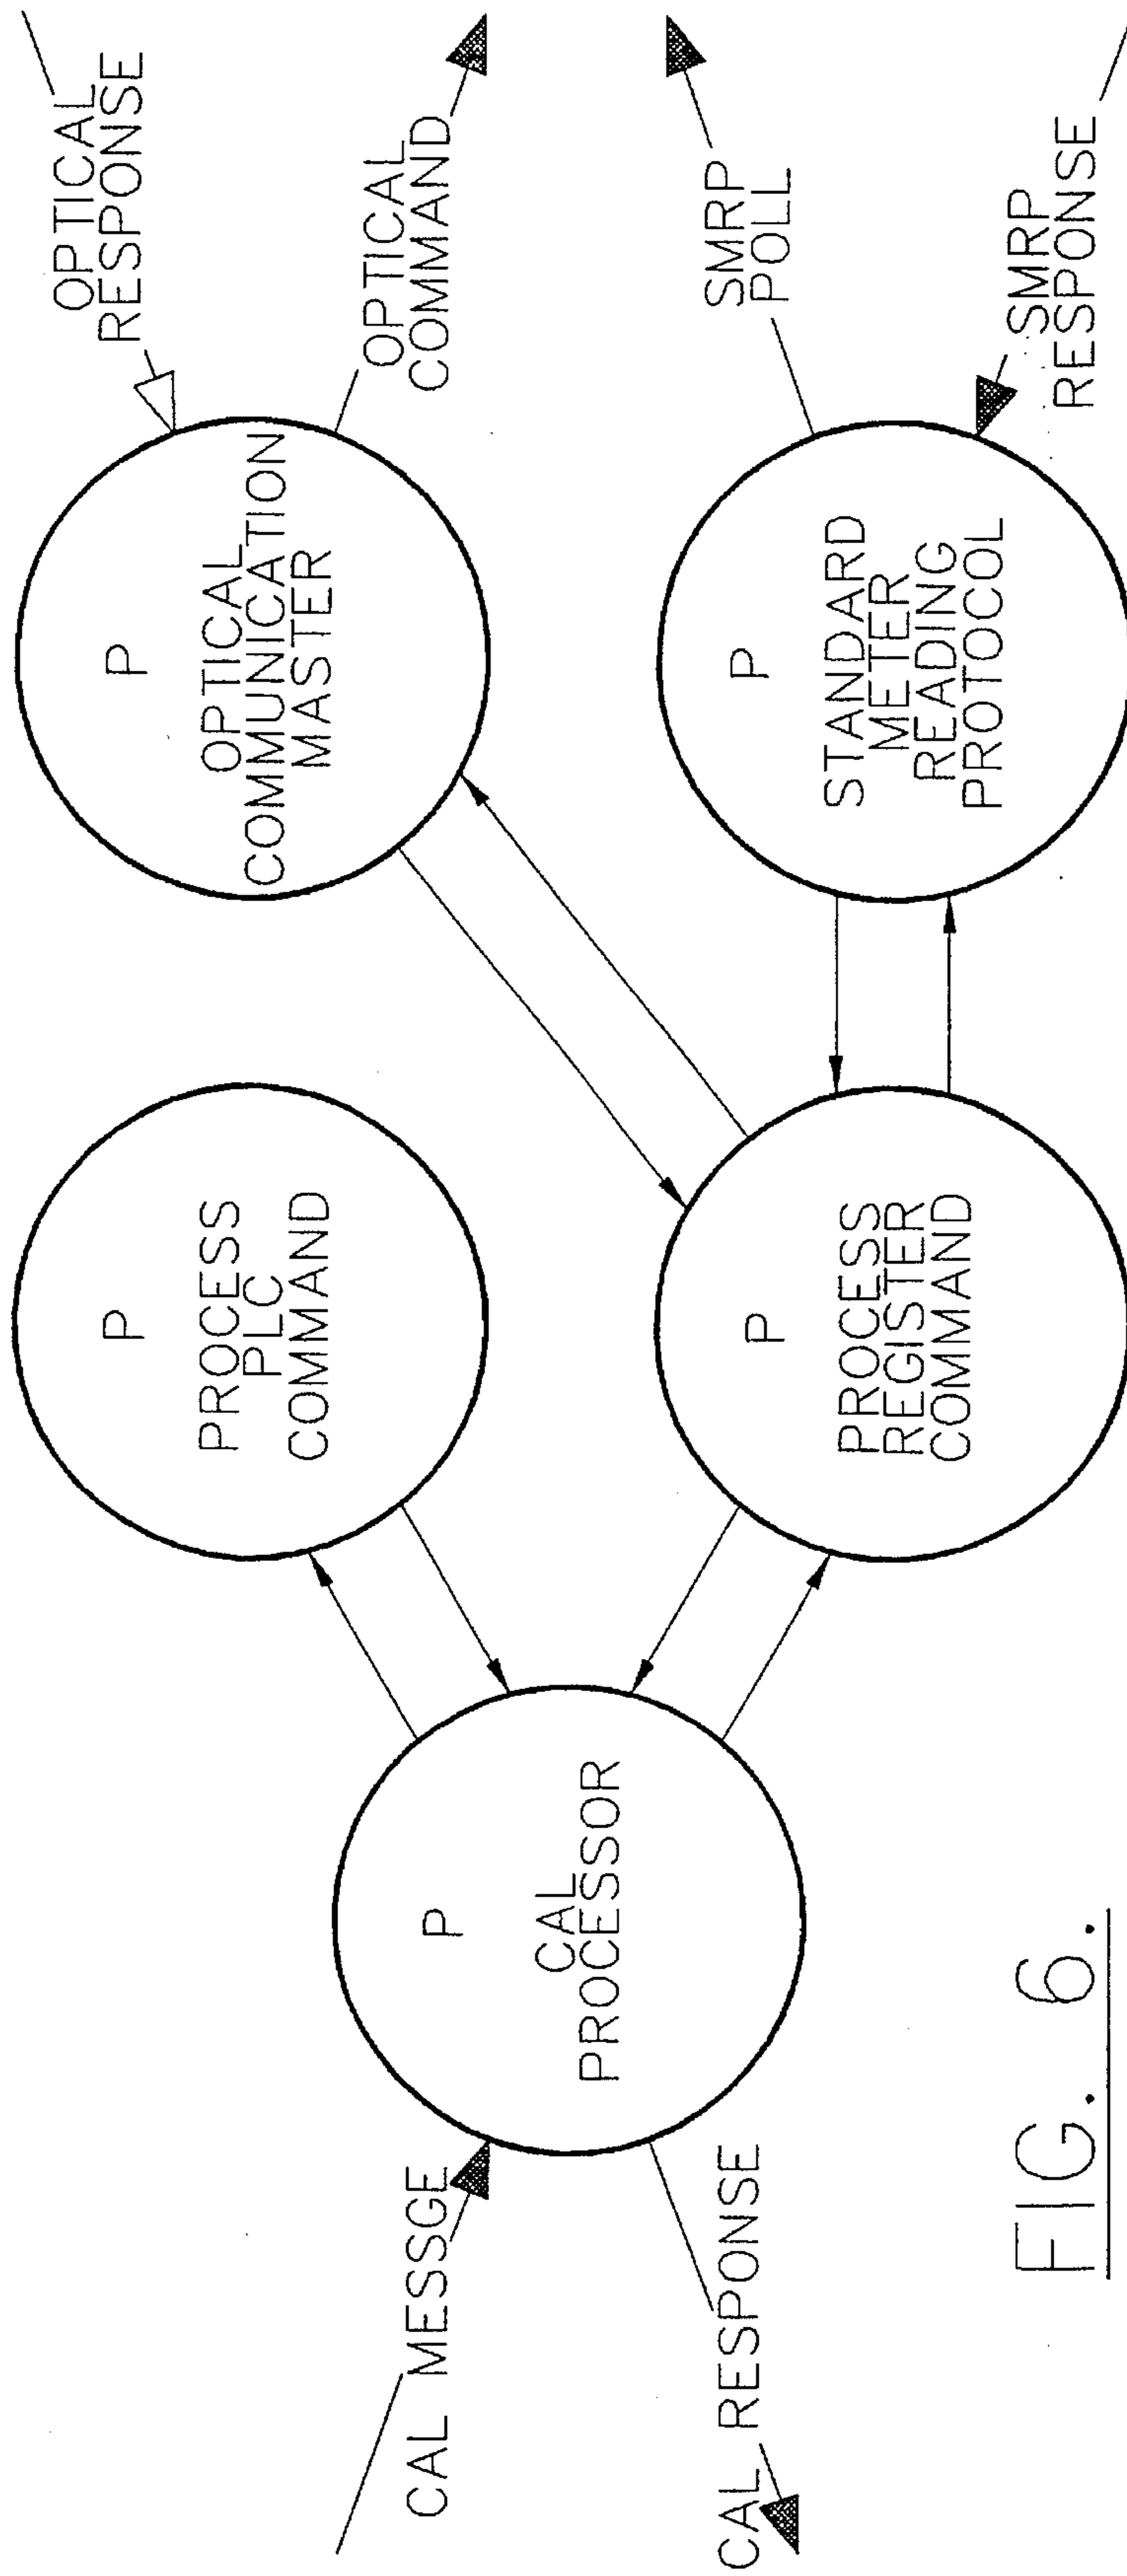 CAL MESSGE
CAL RESPONSE
P
CAL
PROCESSOR
P
PROCESS
PLC
COMMAND
P
PROCESS
REGISTER
COMMAND
P
OPTICAL
COMMUNICATION
MASTER
P
STANDARD
METER
READING
PROTOCOL
OPTICAL
RESPONSE
OPTICAL
COMMAND
SMRP
POLL
SMRP
RESPONSE
FIG. 6.